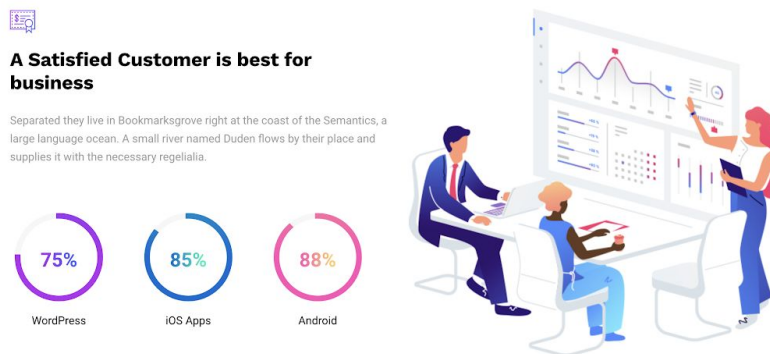 A Satisfied Customer is best for
business
Separated they live in Bookmarksgrove right at the coast of the Semantics, a
large language ocean. A small river named Duden flows by their place and
supplies it with the necessary regelialia.
75%
85%
88%
WordPress
iOS Apps
Android